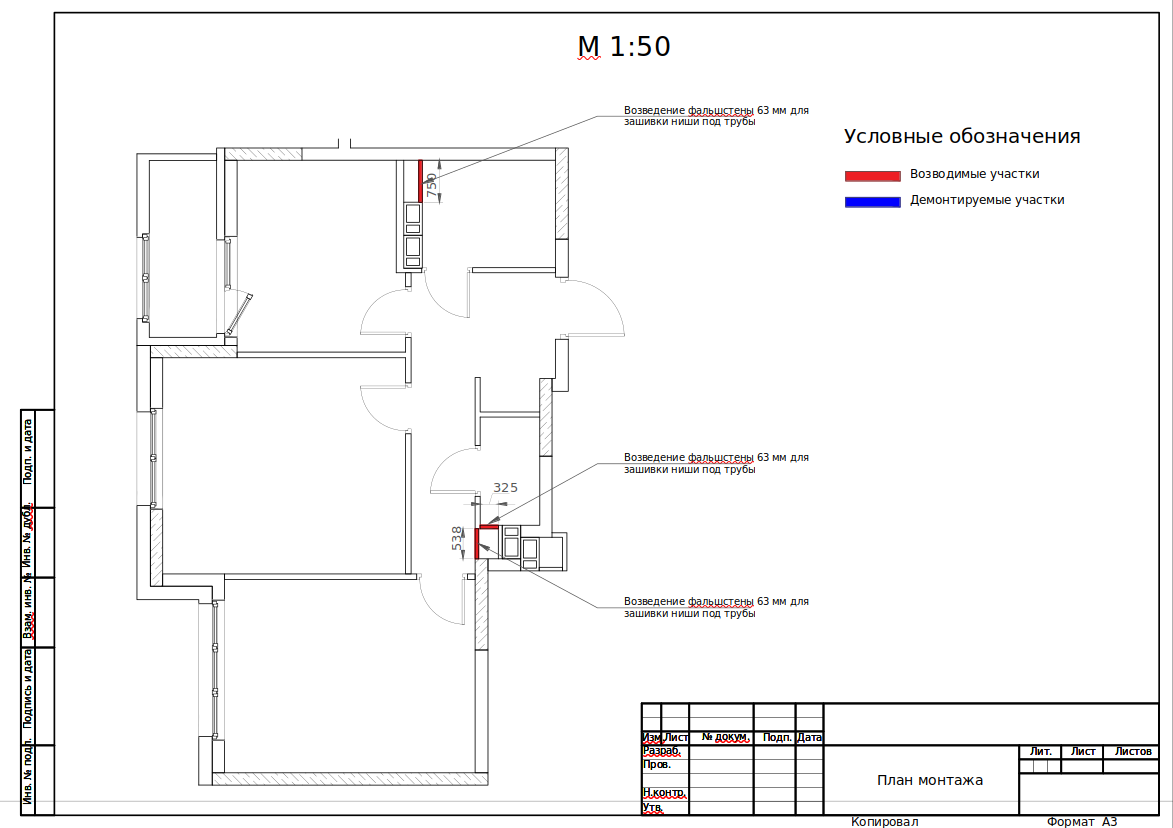 М 1:50
Возведение фальшстены 63 мм для
зашивки ниши под трубы
Условные обозначения
Возводимые участки
Демонтируемые участки
750
Возведение фальшстены 63 мм для
зашивки ниши под трубы
325
538
Возведение фальшстены 63 мм для
зашивки ниши под трубы
Подп. и дата
Инв. № дубл.
Взам. инв. №
Подпись и дата
Инв. № подл.
Изм. Лист № докум. Подп. Дата
Разраб.
Пров.
Н.контр.
Утв.
План монтажа
Лит. Лист Листов
Копировал Формат А3